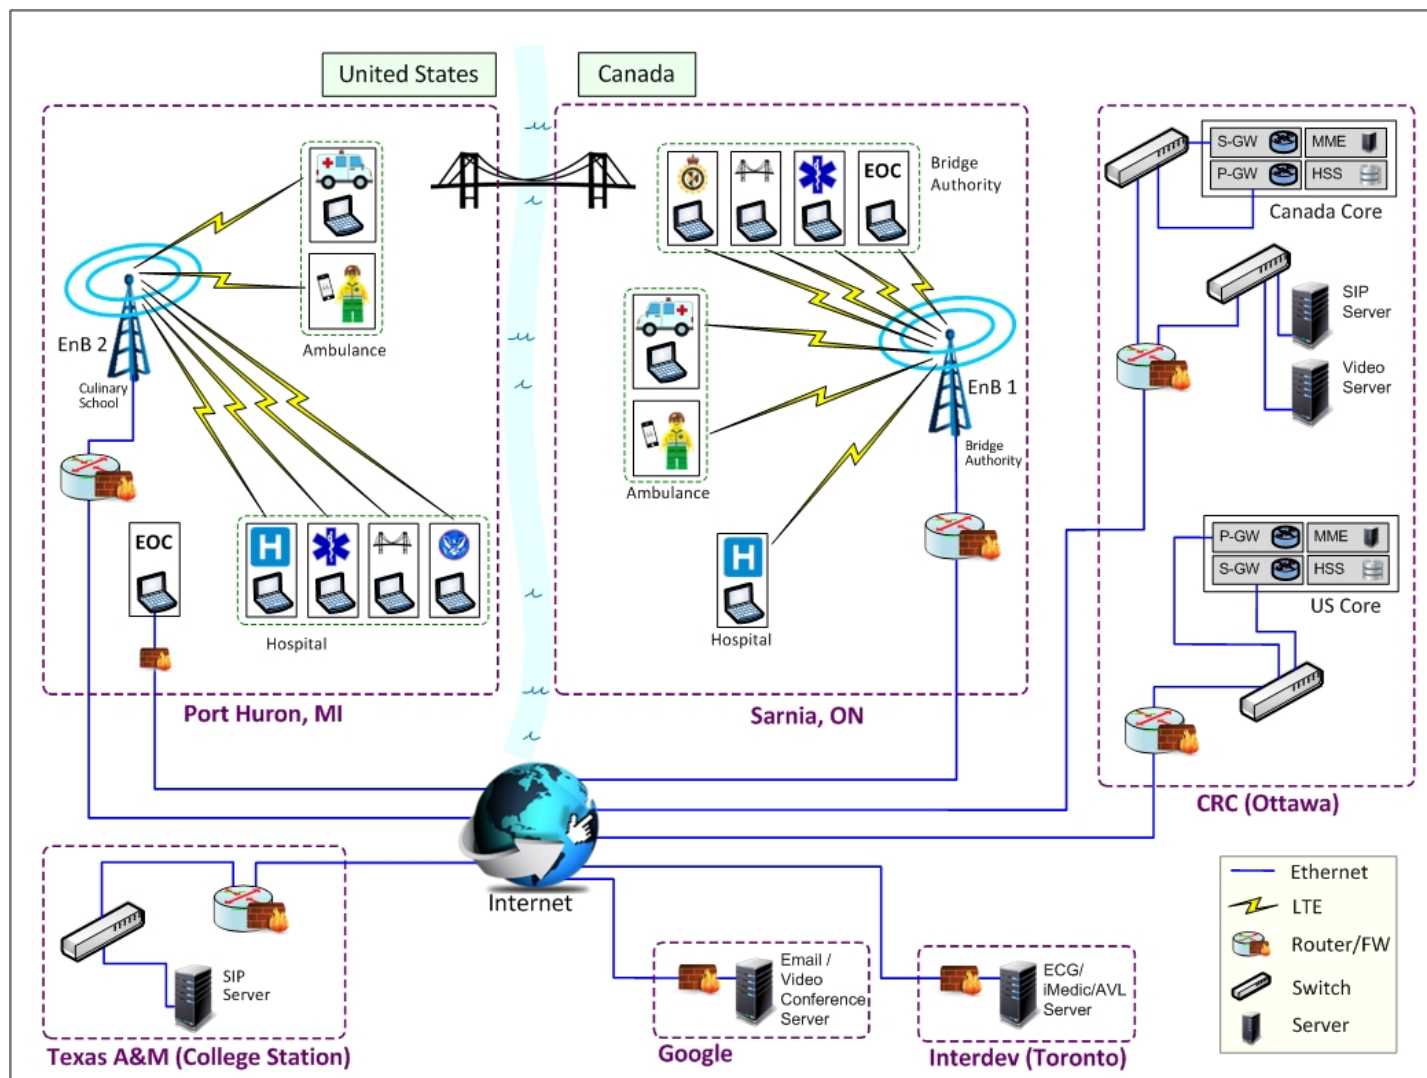 United States
Canada
Bridge
Authority
EOC
S-GW
MME
P-GW
HSS
Canada Core
SIP
Server
Video
Server
EnB 2
Culinary
School
Ambulance
EnB 1
Bridge
Authority
Ambulance
EOC
H
Hospital
H
Hospital
P-GW
MME
S-GW
HSS
US Core
Port Huron, MI
Sarnia, ON
CRC (Ottawa)
Internet
SIP
Server
Texas A&M (College Station)
Email /
Video
Conference
Server
Google
ECG/
iMedic/AVL
Server
Interdev (Toronto)
Ethernet
LTE
Router/FW
Switch
Server